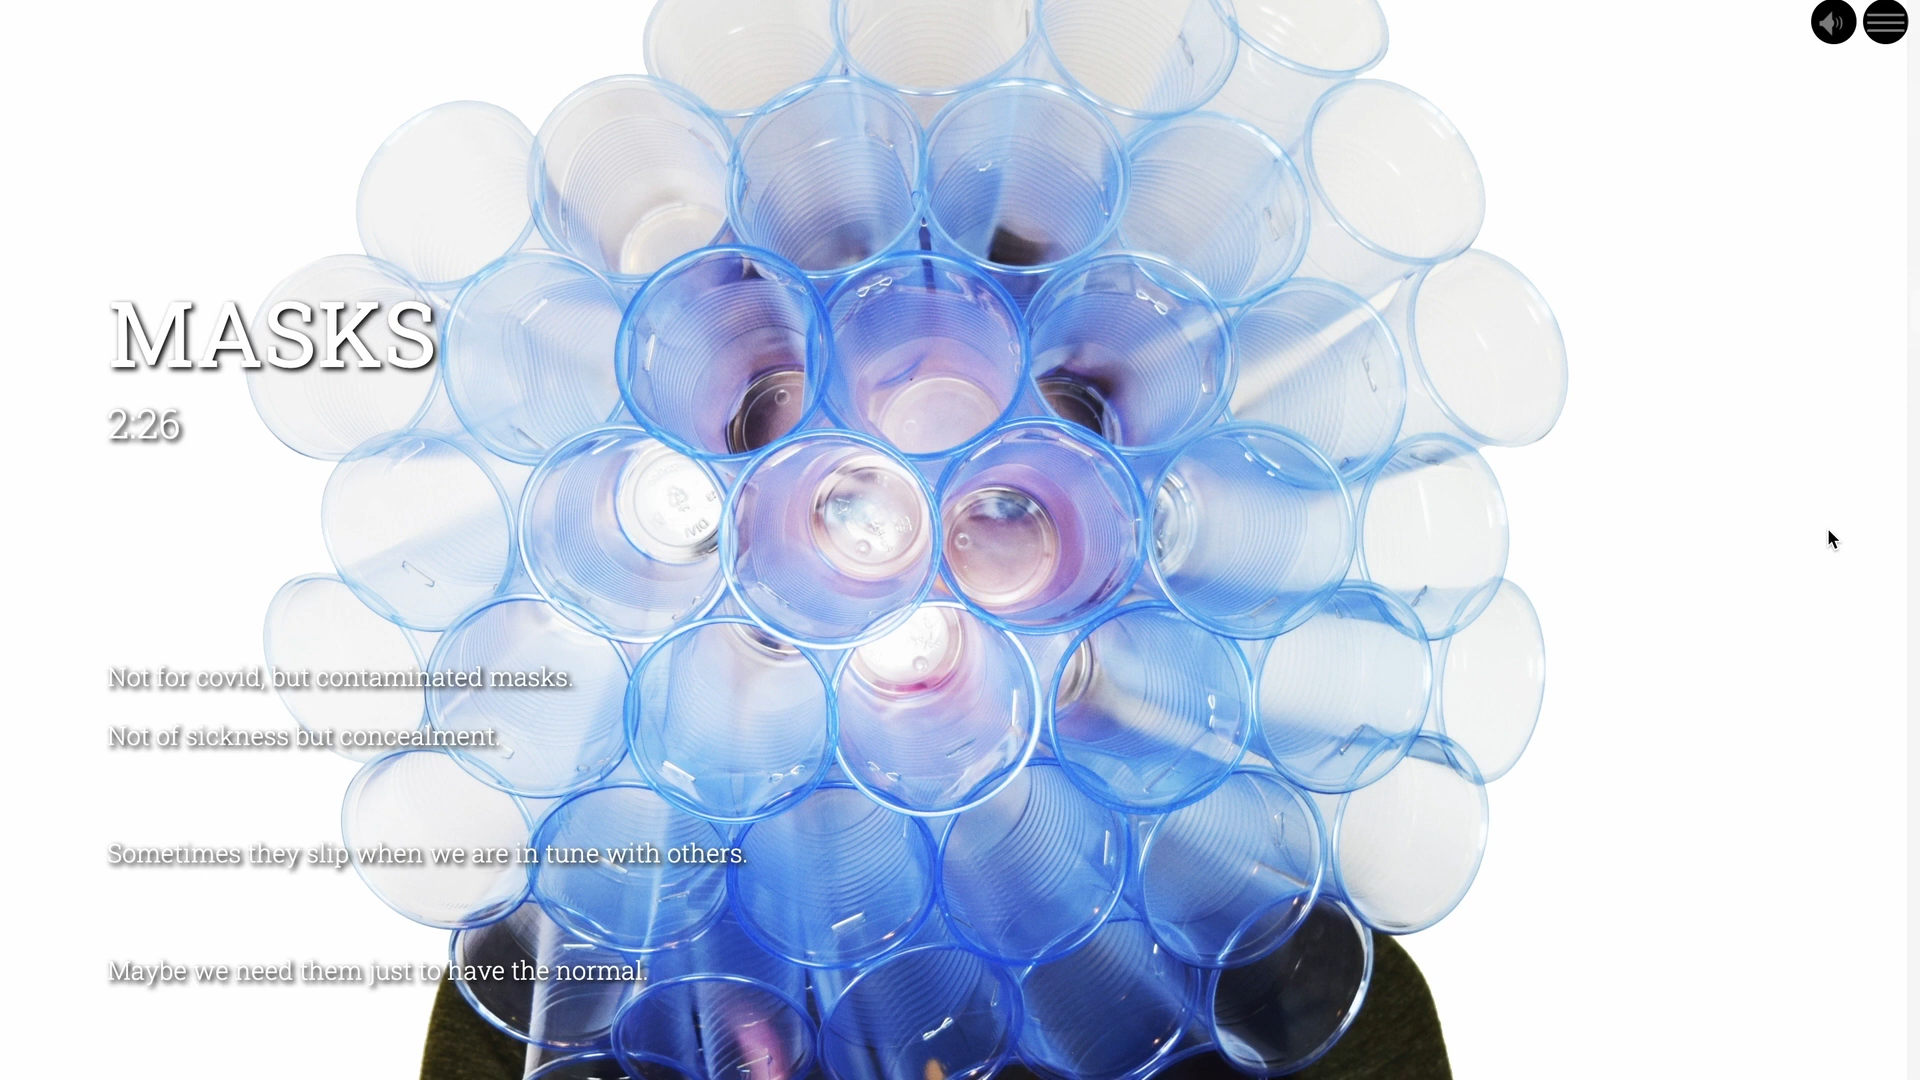 MASKS
2:26
Not for covid, but contaminated masks.
Not of sickness but concealment.
Sometimes they slip when we are in tune with others.
Maybe we need them just to have the normal.